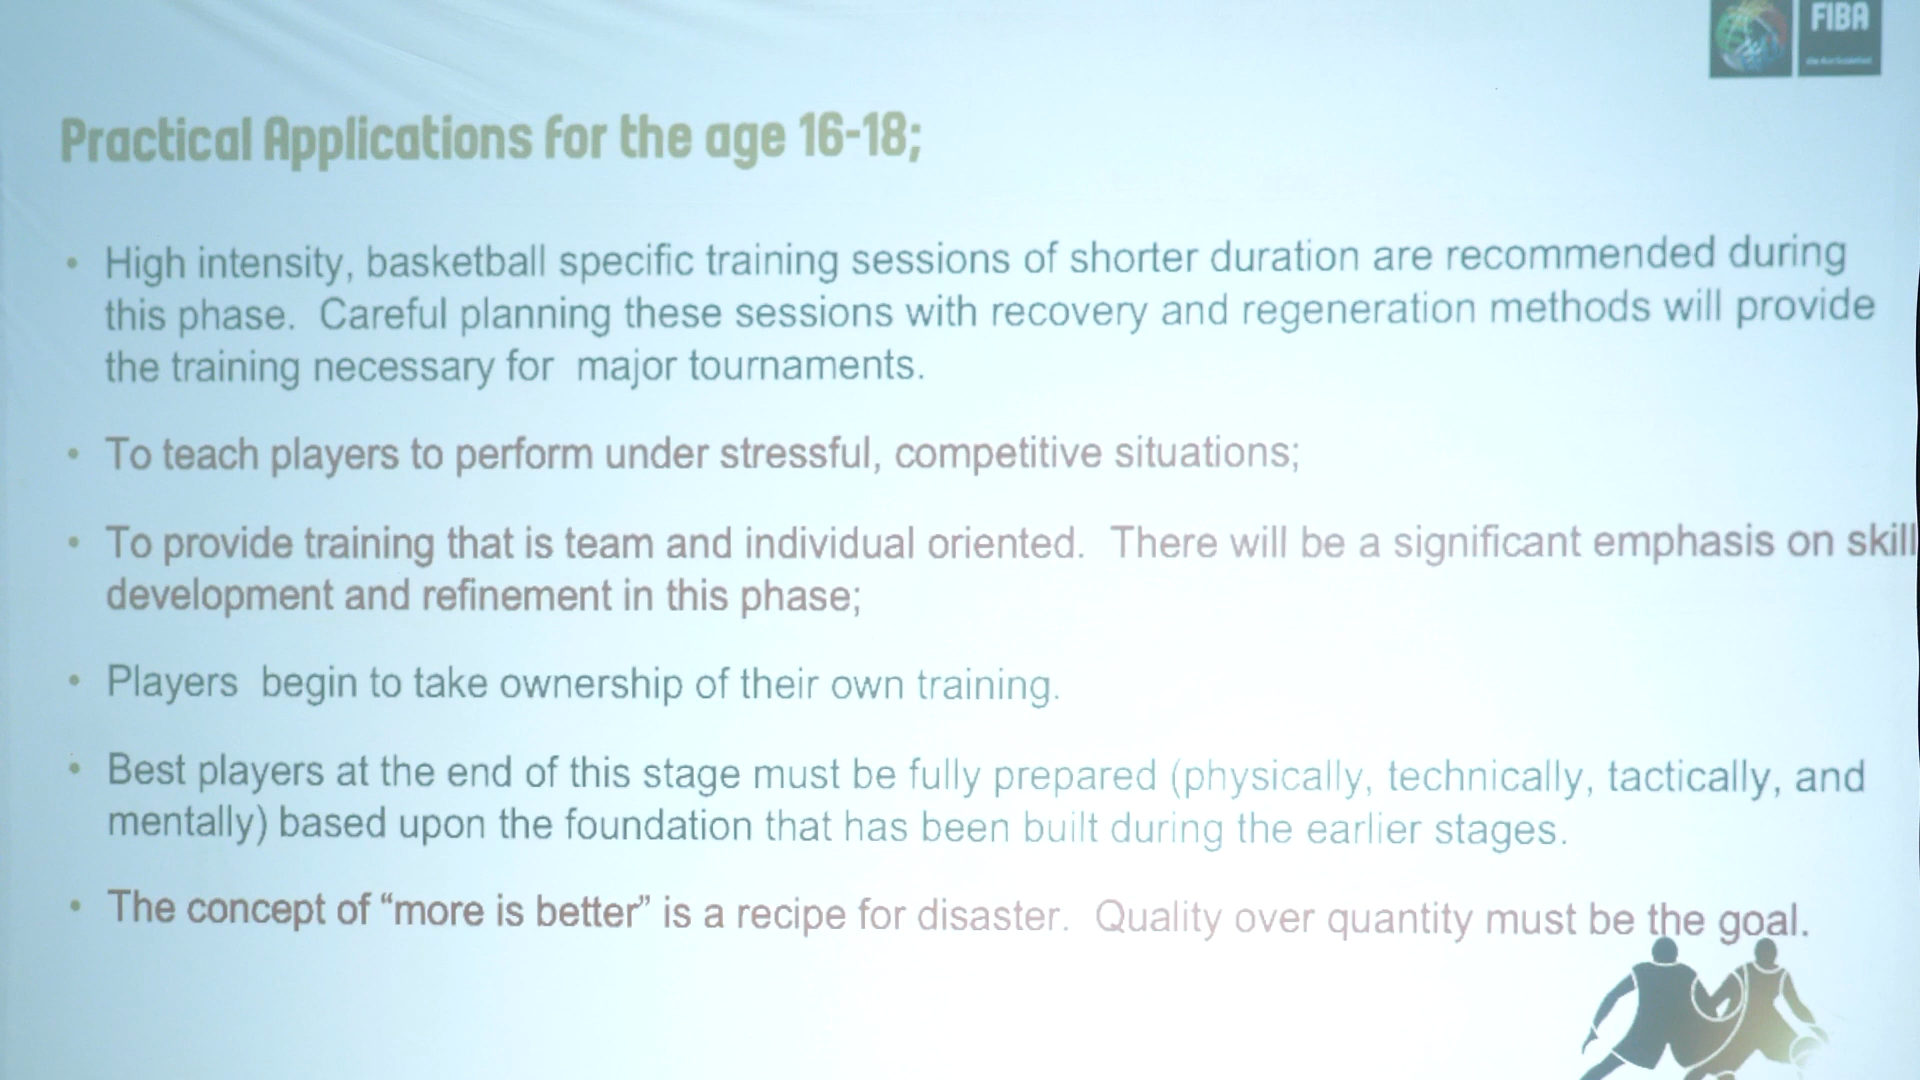 FIBA
Practical Applications for the age 16-18;
• High intensity, basketball specific training sessions of shorter duration are recommended during
this phase.  Careful planning these sessions with recovery and regeneration methods will provide
the training necessary for  major tournaments.
• To teach players to perform under stressful, competitive situations;
• To provide training that is team and individual oriented.  There will be a significant emphasis on skill
development and refinement in this phase;
• Players  begin to take ownership of their own training.
• Best players at the end of this stage must be fully prepared (physically, technically, tactically, and
mentally) based upon the foundation that has been built during the earlier stages.
• The concept of “more is better” is a recipe for disaster.  Quality over quantity must be the goal.